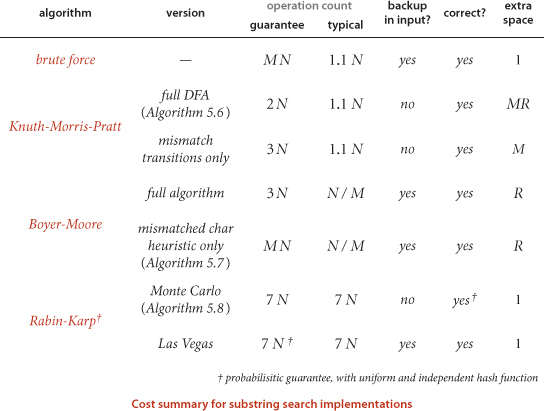 algorithm version operation count guarantee typical backup in input? correct? extra space
brute force — M N 1.1 N yes yes 1
Knuth-Morris-Pratt
full DFA
(Algorithm 5.6) 2 N 1.1 N no yes MR
mismatch
transitions only 3 N 1.1 N no yes M
Boyer-Moore
full algorithm 3 N N / M yes yes R
mismatched char
heuristic only
(Algorithm 5.7) M N N / M yes yes R
Rabin-Karp†
Monte Carlo
(Algorithm 5.8) 7 N 7 N no yes † 1
Las Vegas 7 N † 7 N yes yes 1
† probabilisitic guarantee, with uniform and independent hash function
Cost summary for substring search implementations